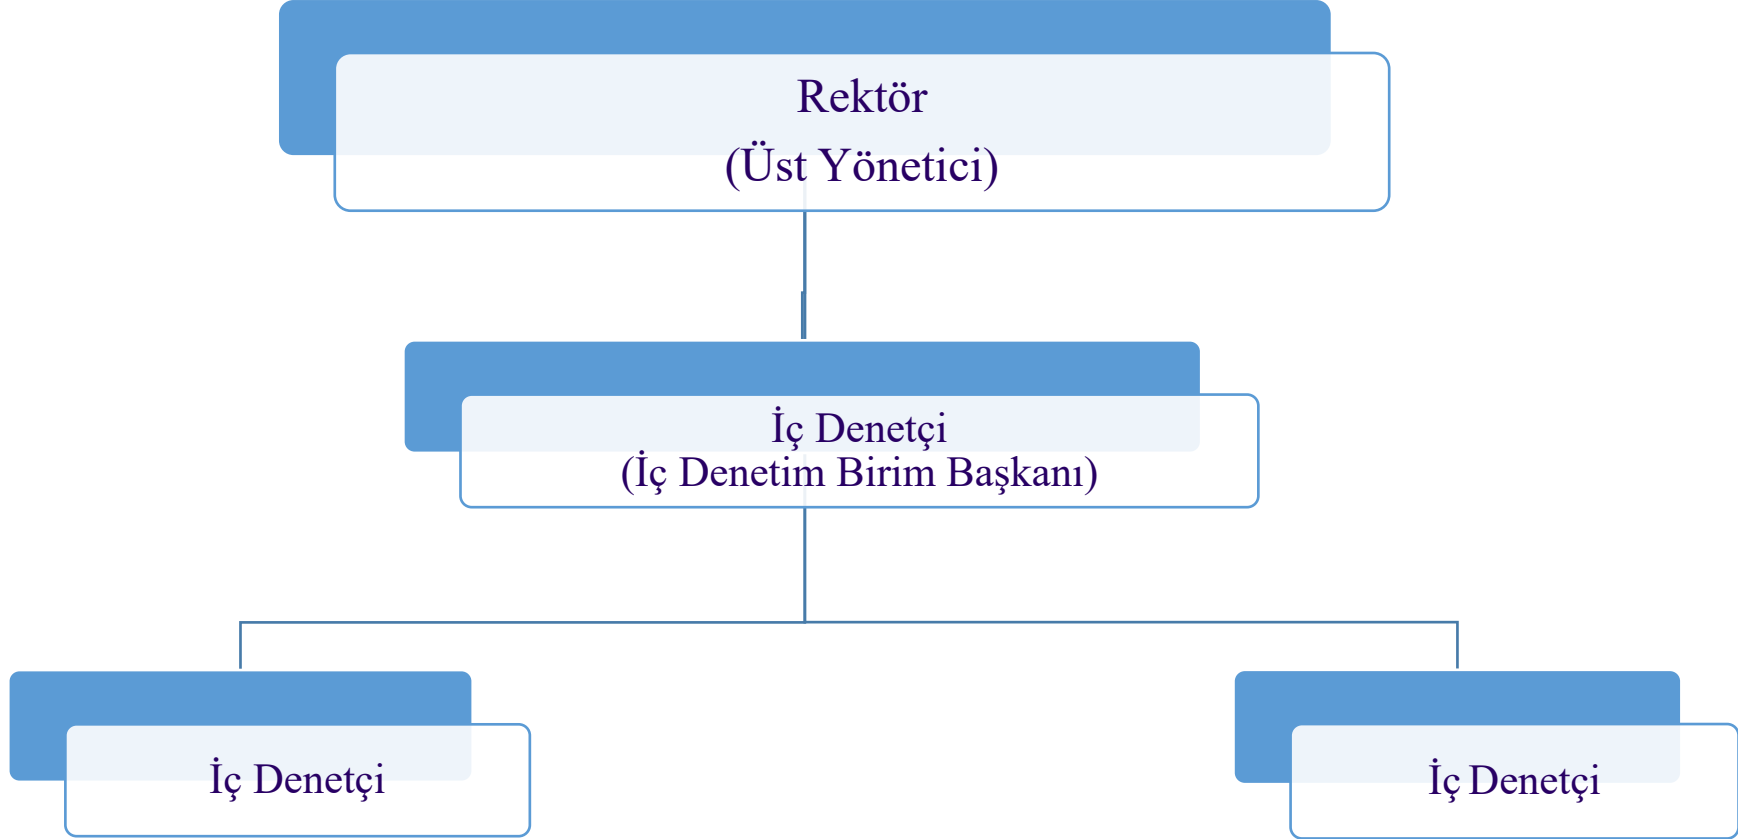 Rektör
(Üst Yönetici)
İç Denetçi
(İç Denetim Birim Başkanı)
İç Denetçi
İç Denetçi